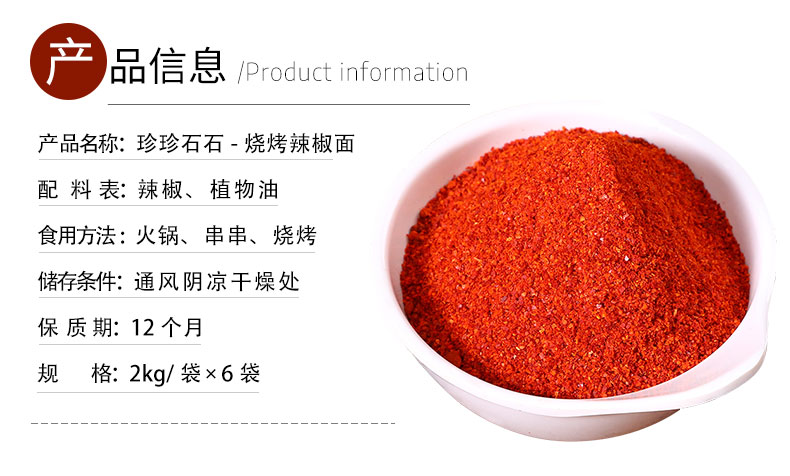 产品信息 /Product information
产品名称：珍珍石石 - 烧烤辣椒面
配 料 表：辣椒、植物油
食用方法：火锅、串串、烧烤
储存条件：通风阴凉干燥处
保 质 期：12 个月
规 格：2kg/ 袋 × 6 袋